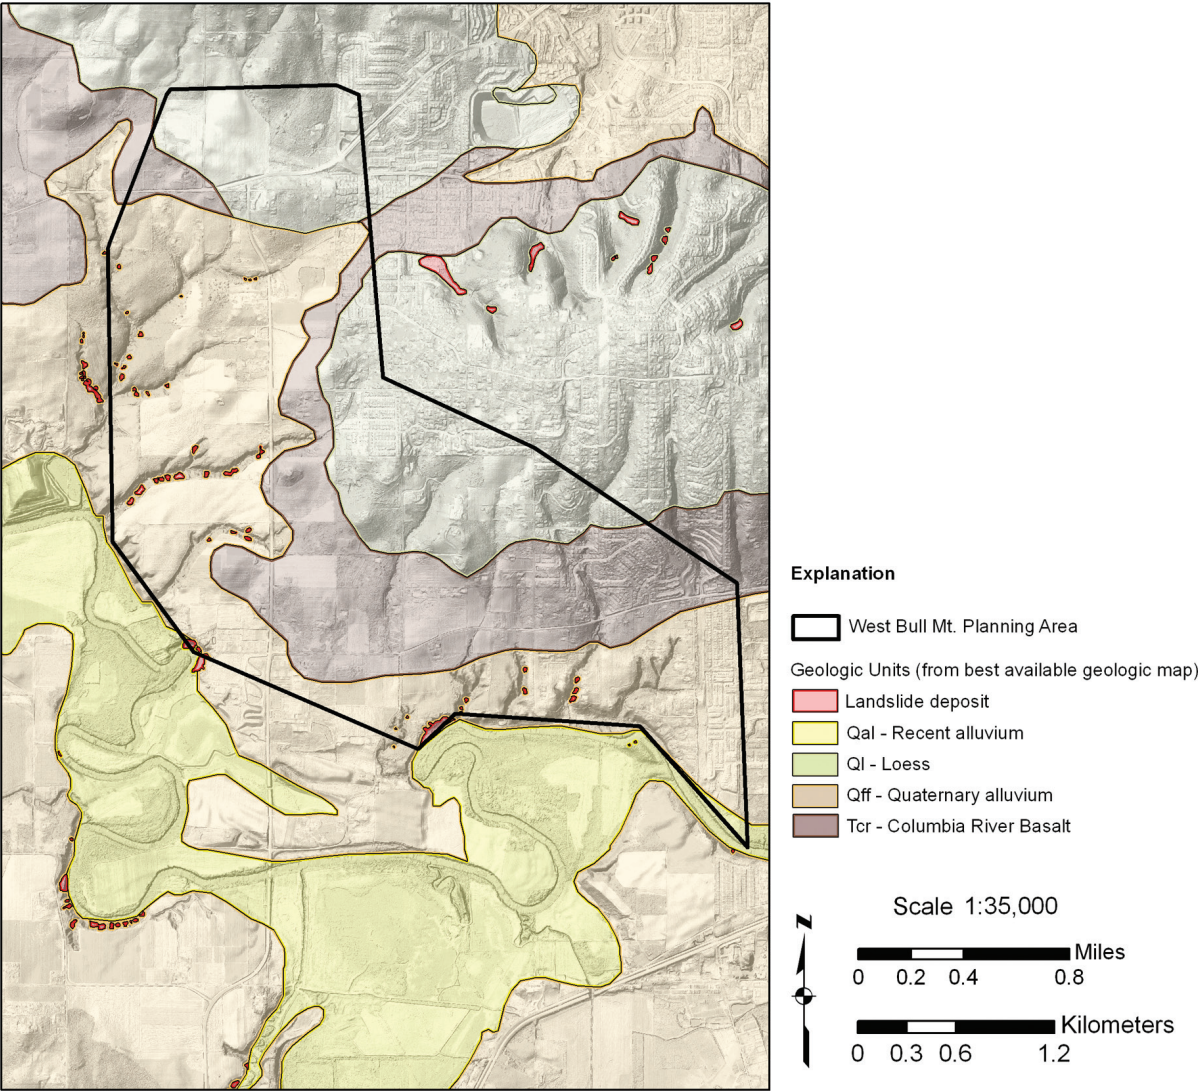 Explanation
West Bull Mt. Planning Area
Geologic Units (from best available geologic map)
Landslide deposit
Qal - Recent alluvium
Ql - Loess
Qff - Quaternary alluvium
Tcr - Columbia River Basalt
Scale 1:35,000
N
Miles
0 0.2 0.4 0.8
Kilometers
0 0.3 0.6 1.2